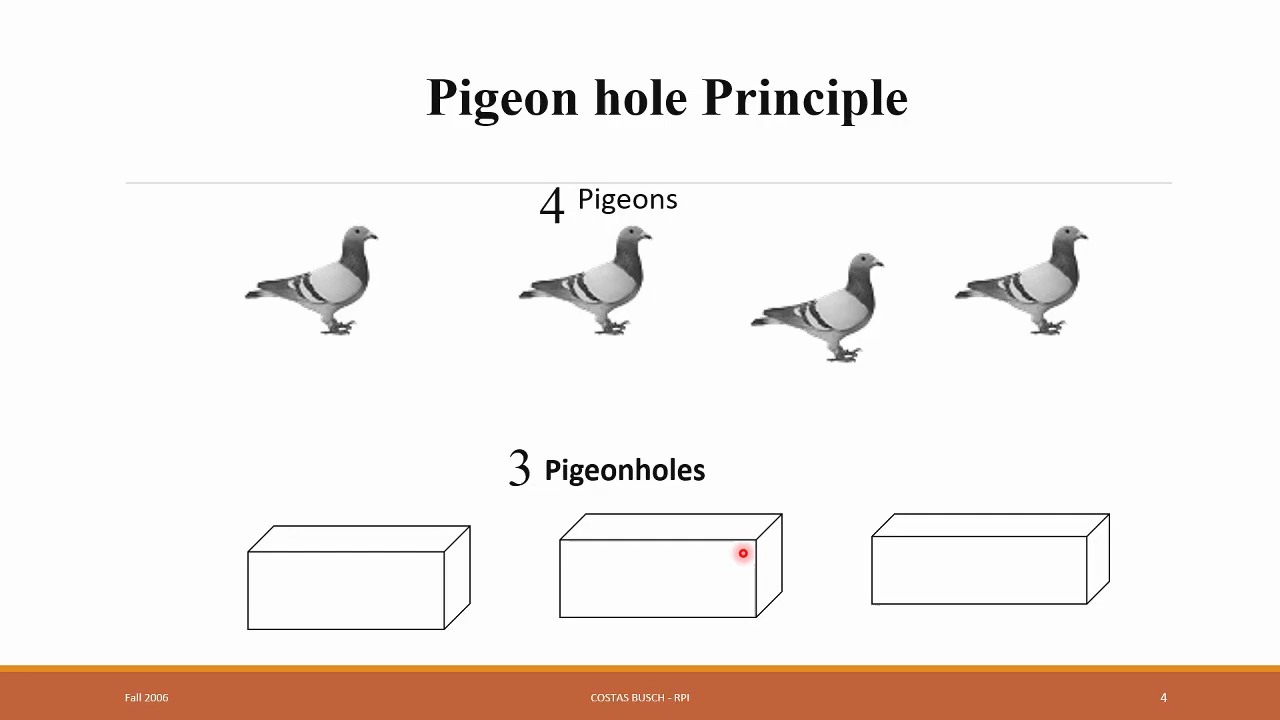 Pigeon hole Principle
4 Pigeons
3 Pigeonholes
Fall 2006 COSTAS BUSCH - RPI 4